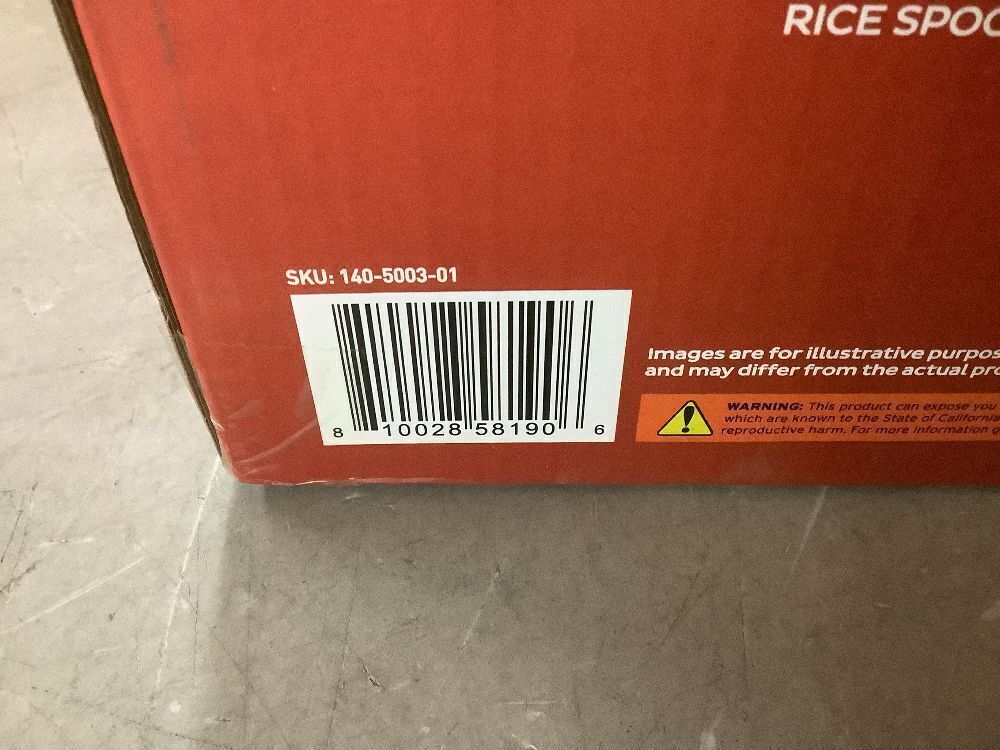 RICE SPOO
SKU: 140-5003-01
8 10028 58190 6
Images are for illustrative purpos
and may differ from the actual pro
WARNING: This product can expose you
which are known to the State of California
reproductive harm. For more information g